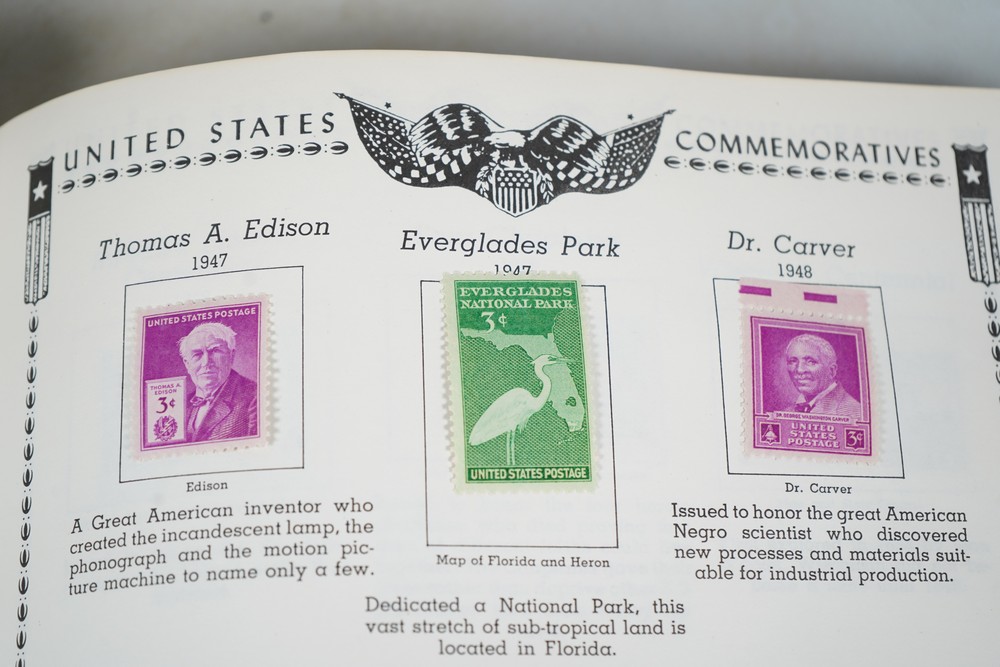 UNITED STATES
COMMEMORATIVES
Thomas A. Edison
1947
UNITED STATES POSTAGE
THOMAS A.
EDISON
3¢
Edison
A Great American inventor who
created the incandescent lamp, the
phonograph and the motion pic-
ture machine to name only a few.
Everglades Park
1947
EVERGLADES
NATIONAL PARK
3¢
UNITED STATES POSTAGE
Map of Florida and Heron
Dedicated a National Park, this
vast stretch of sub-tropical land is
located in Florida.
Dr. Carver
1948
DR. GEORGE WASHINGTON CARVER
UNITED
STATES
POSTAGE
3¢
Dr. Carver
Issued to honor the great American
Negro scientist who discovered
new processes and materials suit-
able for industrial production.